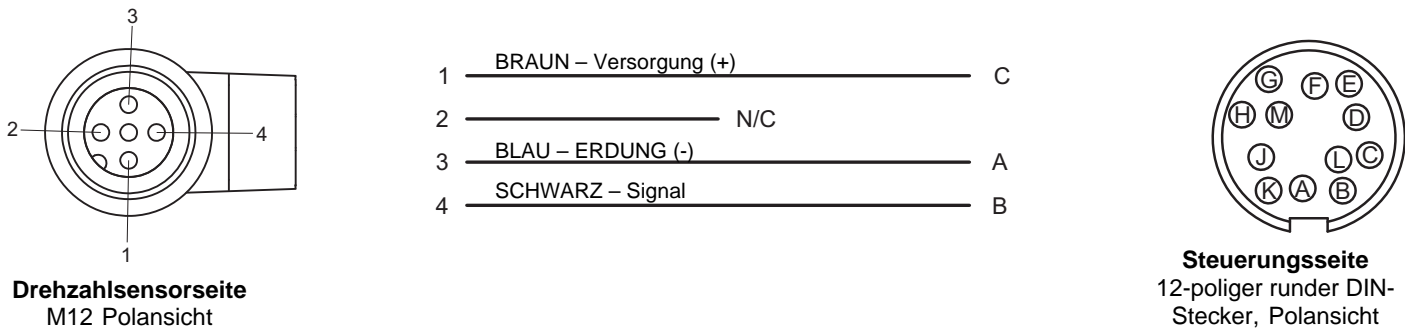 3
2
4
1
Drehzahlsensorseite
M12 Polansicht
1 BRAUN – Versorgung (+) C
2 N/C
3 BLAU – ERDUNG (-) A
4 SCHWARZ – Signal B
G F E
H M D
J L C
K A B
Steuerungsseite
12-poliger runder DIN-
Stecker, Polansicht